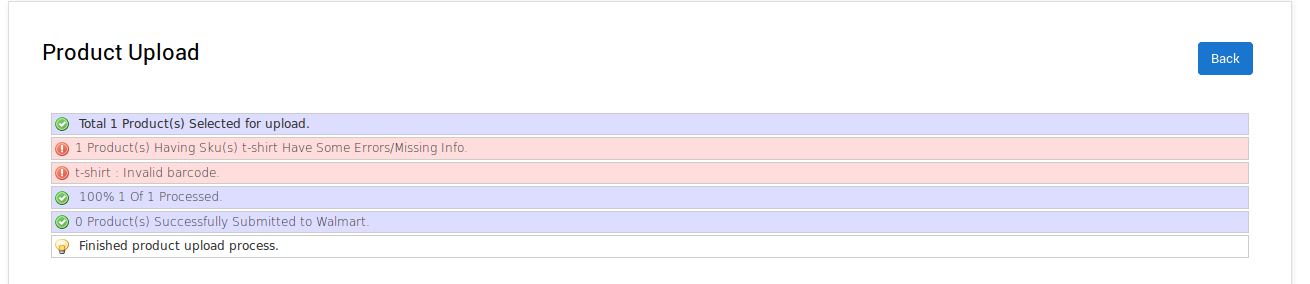 Product Upload
Back
Total 1 Product(s) Selected for upload.
1 Product(s) Having Sku(s) t-shirt Have Some Errors/Missing Info.
t-shirt : Invalid barcode.
100% 1 Of 1 Processed.
0 Product(s) Successfully Submitted to Walmart.
Finished product upload process.